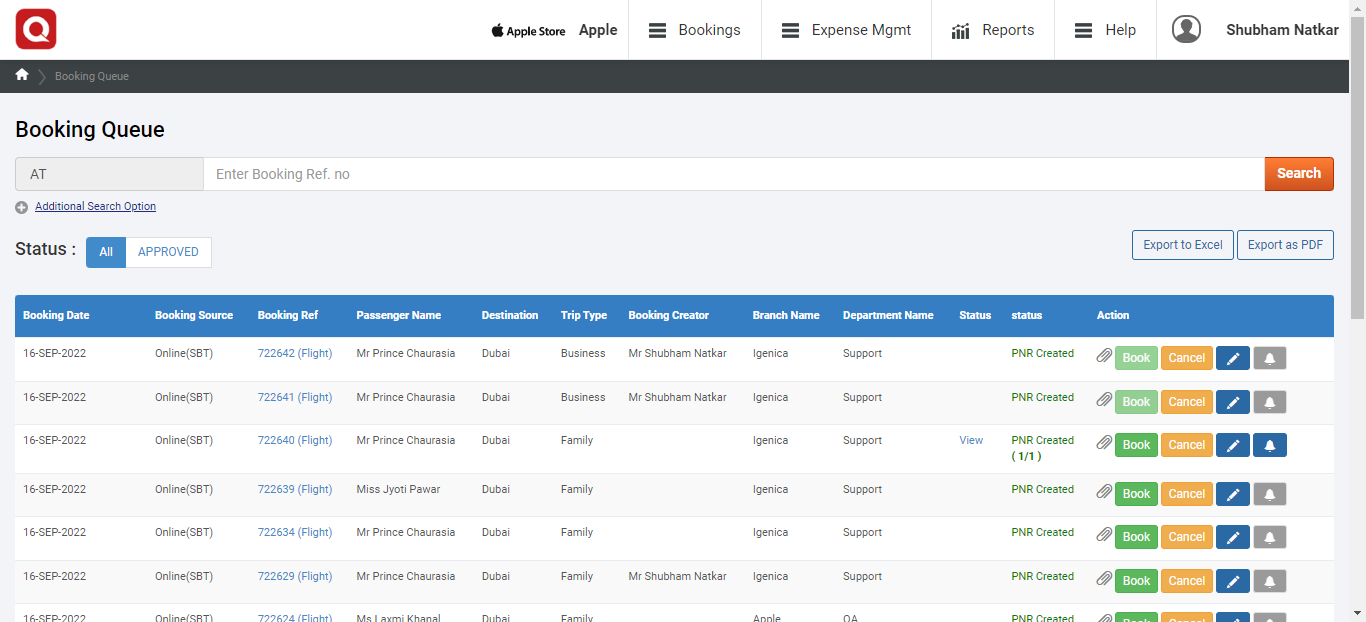 Q
Apple Store Apple Bookings Expense Mgmt Reports Help Shubham Natkar
Booking Queue
Booking Queue
AT Enter Booking Ref. no Search
Additional Search Option
Status : All APPROVED Export to Excel Export as PDF
Booking Date Booking Source Booking Ref Passenger Name Destination Trip Type Booking Creator Branch Name Department Name Status status Action
16-SEP-2022 Online(SBT) 722642 (Flight) Mr Prince Chaurasia Dubai Business Mr Shubham Natkar Igenica Support PNR Created Book Cancel
16-SEP-2022 Online(SBT) 722641 (Flight) Mr Prince Chaurasia Dubai Business Mr Shubham Natkar Igenica Support PNR Created Book Cancel
16-SEP-2022 Online(SBT) 722640 (Flight) Mr Prince Chaurasia Dubai Family Igenica Support View PNR Created Book Cancel
( 1/1 )
16-SEP-2022 Online(SBT) 722639 (Flight) Miss Jyoti Pawar Dubai Family Igenica Support PNR Created Book Cancel
16-SEP-2022 Online(SBT) 722634 (Flight) Mr Prince Chaurasia Dubai Family Igenica Support PNR Created Book Cancel
16-SEP-2022 Online(SBT) 722629 (Flight) Mr Prince Chaurasia Dubai Family Mr Shubham Natkar Igenica Support PNR Created Book Cancel
16-SEP-2022 Online(SBT) 722624 (Flight) Ms Laxmi Khanal Dubai Family Apple QA PNR Created Book Cancel